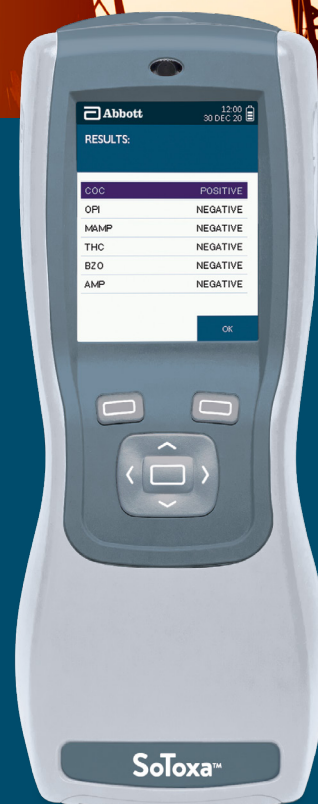 Abbott
12:00
30 DEC 20
RESULTS:
COC POSITIVE
OPI NEGATIVE
MAMP NEGATIVE
THC NEGATIVE
BZO NEGATIVE
AMP NEGATIVE
OK
SoToxa™